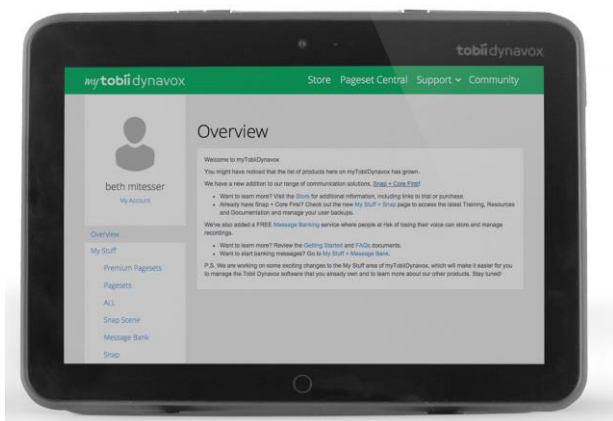 tobii dynavox
my tobii dynavox
Store Pageset Central Support Community
beth mitesser
My Account
Overview
My Stuff
Premium Pagesets
Pagesets
ALL
Snap Scene
Message Bank
Snap
Overview
Welcome to myTobiiDynavox
You might have noticed that the list of products here on myTobiiDynavox has grown.
We have a new addition to our range of communication solutions, Snap + Core First!
• Want to learn more? Visit the Store for additional information, including links to trial or purchase.
• Already have Snap + Core First? Check out the new My Stuff > Snap page to access the latest Training, Resources
and Documentation and manage your user backups.
We've also added a FREE Message Banking service where people at risk of losing their voice can store and manage
recordings.
• Want to learn more? Review the Getting Started and FAQs documents.
• Want to start banking messages? Go to My Stuff > Message Bank.
P.S. We are working on some exciting changes to the My Stuff area of myTobiiDynavox, which will make it easier for you
to manage the Tobii Dynavox software that you already own and to learn more about our other products. Stay tuned!